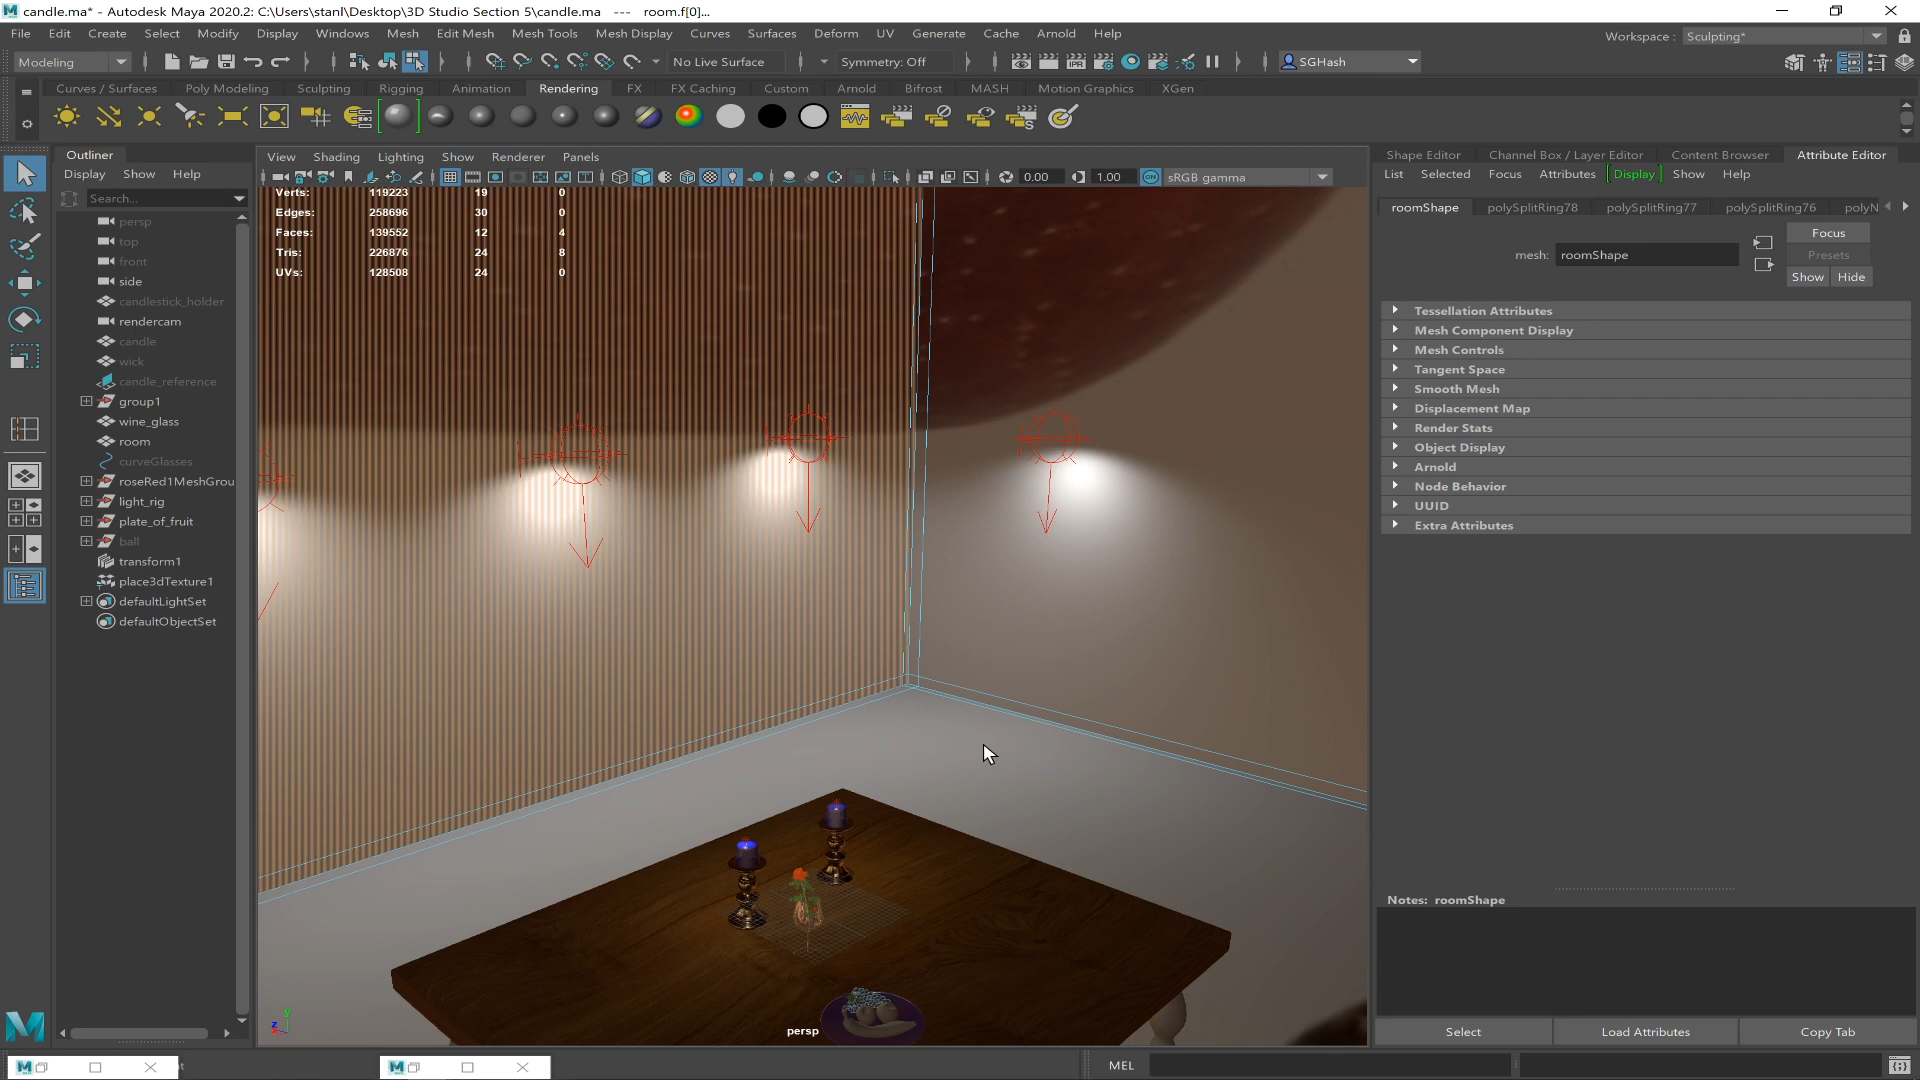 candle.ma* - Autodesk Maya 2020.2: C:\Users\stanl\Desktop\3D Studio Section 5\candle.ma --- room.f[0]...
File Edit Create Select Modify Display Windows Mesh Edit Mesh Mesh Tools Mesh Display Curves Surfaces Deform UV Generate Cache Arnold Help
Workspace : Sculpting*
Modeling No Live Surface Symmetry: Off SGHash
Curves / Surfaces Poly Modeling Sculpting Rigging Animation Rendering FX FX Caching Custom Arnold Bifrost MASH Motion Graphics XGen
Outliner
Display Show Help
Search...
persp
top
front
side
candlestick_holder
rendercam
candle
wick
candle_reference
group1
wine_glass
room
curveGlasses
roseRed1MeshGrou
light_rig
plate_of_fruit
ball
transform1
place3dTexture1
defaultLightSet
defaultObjectSet
View Shading Lighting Show Renderer Panels
0.00 1.00 ON sRGB gamma
Verts: 119223 19 0
Edges: 258696 30 0
Faces: 139552 12 4
Tris: 226876 24 8
UVs: 128508 24 0
z y
persp
Shape Editor Channel Box / Layer Editor Content Browser Attribute Editor
List Selected Focus Attributes Display Show Help
roomShape polySplitRing78 polySplitRing77 polySplitRing76 polyN
mesh: roomShape
Focus
Presets
Show Hide
Tessellation Attributes
Mesh Component Display
Mesh Controls
Tangent Space
Smooth Mesh
Displacement Map
Render Stats
Object Display
Arnold
Node Behavior
UUID
Extra Attributes
Notes: roomShape
Select Load Attributes Copy Tab
MEL